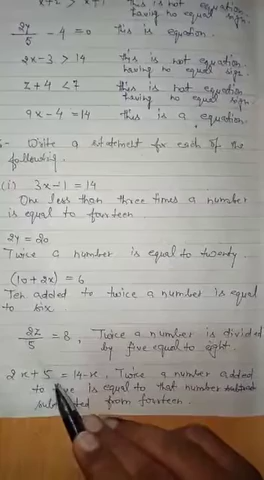 x+2 > x+1 this is not equation
having no equal sign.
2y/5 - 4 = 0 this is equation.
2x-3 > 14 this is not equation
having no equal sign
z+4 < 7 this is not equation
having no equal sign
9x-4 = 14 this is a equation.
Write a statement for each of the
following.
(i) 3x-1 = 14
One less than three times a number
is equal to fourteen
2y = 20
Twice a number is equal to twenty
(10+2x) = 6
Ten added to twice a number is equal
to six
2z/5 = 8, Twice a number is divided
by five equal to eight.
2x+5 = 14-x, Twice a number added
to five is equal to that number
subtracted from fourteen.